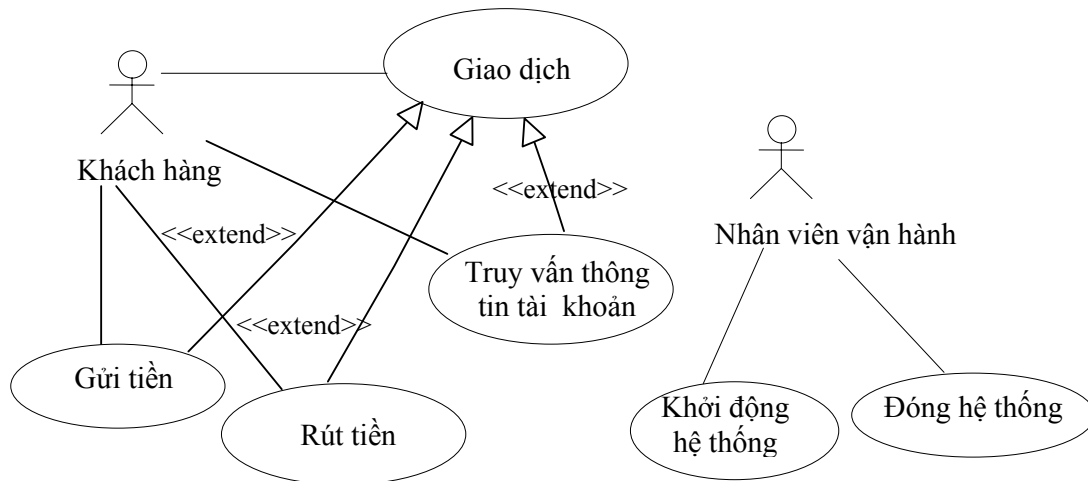 Giao dịch
Khách hàng
<<extend>>
<<extend>>
Nhân viên vận hành
Truy vấn thông
tin tài khoản
<<extend>>
Gửi tiền
Rút tiền
Khởi động
hệ thống
Đóng hệ thống